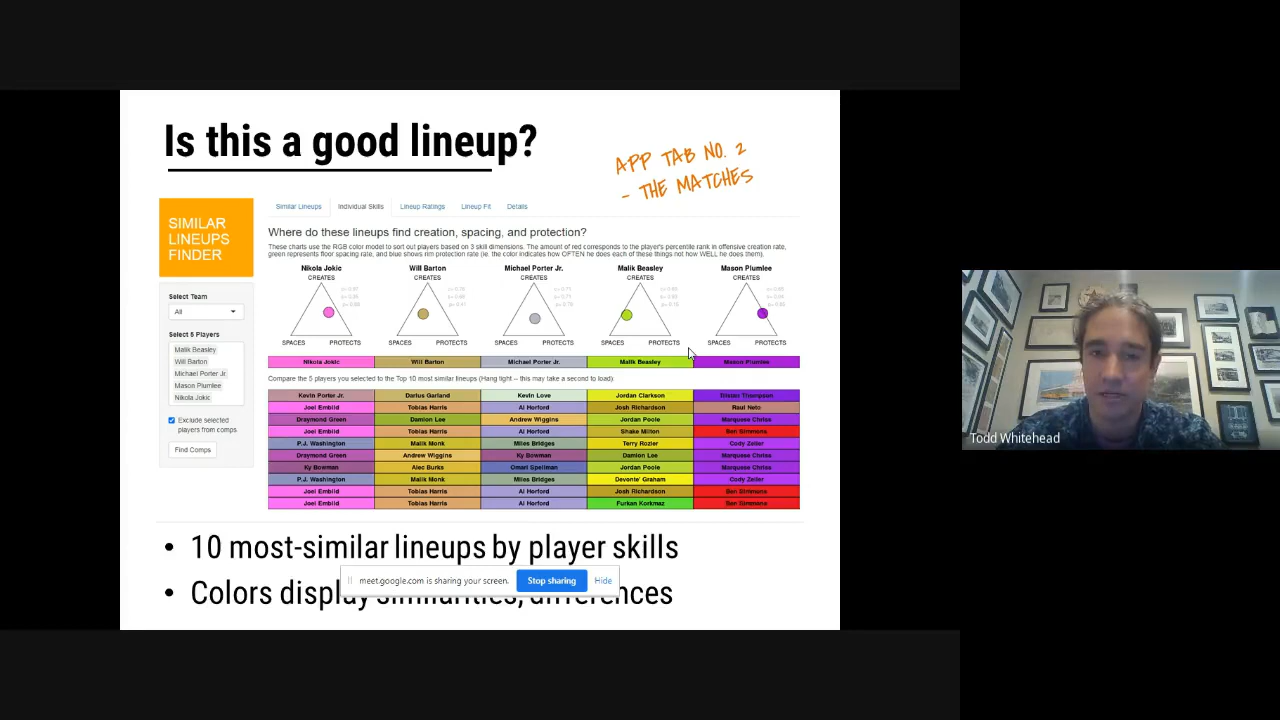 Is this a good lineup?
APP TAB NO. 2
- THE MATCHES
SIMILAR
LINEUPS
FINDER
Select Team
All
Select 5 Players
Malik Beasley
Will Barton
Michael Porter Jr.
Mason Plumlee
Nikola Jokic
Exclude selected
players from comps
Find Comps
Similar Lineups Individual Skills Lineup Ratings Lineup Fit Details
Where do these lineups find creation, spacing, and protection?
These charts use the RGB color model to sort out players based on 3 skill dimensions. The amount of red corresponds to the player's percentile rank in offensive creation rate,
green represents floor spacing rate, and blue shows rim protection rate (ie. the color indicates how OFTEN he does each of these things not how WELL he does them).
Nikola Jokic Will Barton Michael Porter Jr. Malik Beasley Mason Plumlee
CREATES CREATES CREATES CREATES CREATES
SPACES PROTECTS SPACES PROTECTS SPACES PROTECTS SPACES PROTECTS SPACES PROTECTS
Nikola Jokic Will Barton Michael Porter Jr. Malik Beasley Mason Plumlee
Compare the 5 players you selected to the Top 10 most similar lineups (Hang tight -- this may take a second to load):
Kevin Porter Jr. Darius Garland Kevin Love Jordan Clarkson Tristan Thompson
Joel Embiid Tobias Harris Al Horford Josh Richardson Raul Neto
Draymond Green Damion Lee Andrew Wiggins Jordan Poole Marquese Chriss
Joel Embiid Tobias Harris Al Horford Shake Milton Ben Simmons
P.J. Washington Malik Monk Miles Bridges Terry Rozier Cody Zeller
Draymond Green Andrew Wiggins Ky Bowman Damion Lee Marquese Chriss
Ky Bowman Alec Burks Omari Spellman Jordan Poole Marquese Chriss
P.J. Washington Malik Monk Miles Bridges Devonte' Graham Cody Zeller
Joel Embiid Tobias Harris Al Horford Josh Richardson Ben Simmons
Joel Embiid Tobias Harris Al Horford Furkan Korkmaz Ben Simmons
• 10 most-similar lineups by player skills
• Colors display similarities, differences
meet.google.com is sharing your screen. Stop sharing Hide
Todd Whitehead